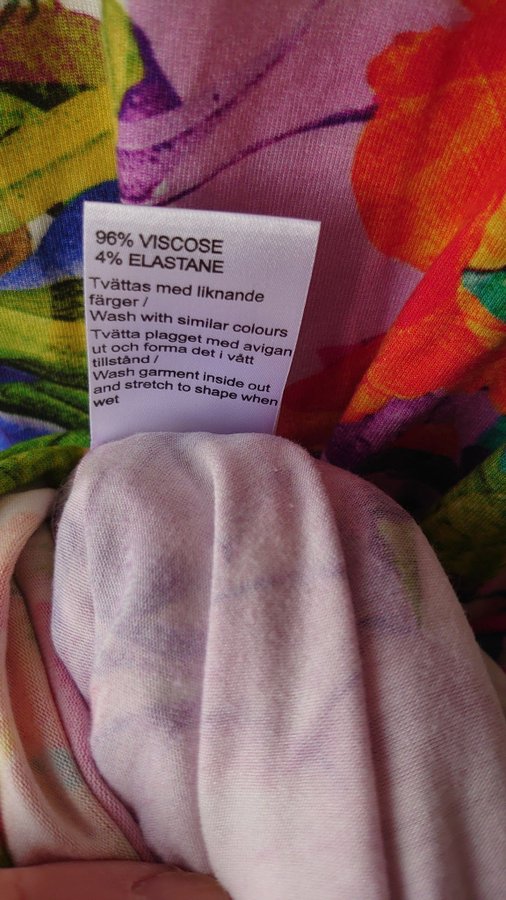 96% VISCOSE
4% ELASTANE
Tvättas med liknande
färger /
Wash with similar colours
Tvätta plagget med avigan
ut och forma det i vått
tillstånd /
Wash garment inside out
and stretch to shape when
wet